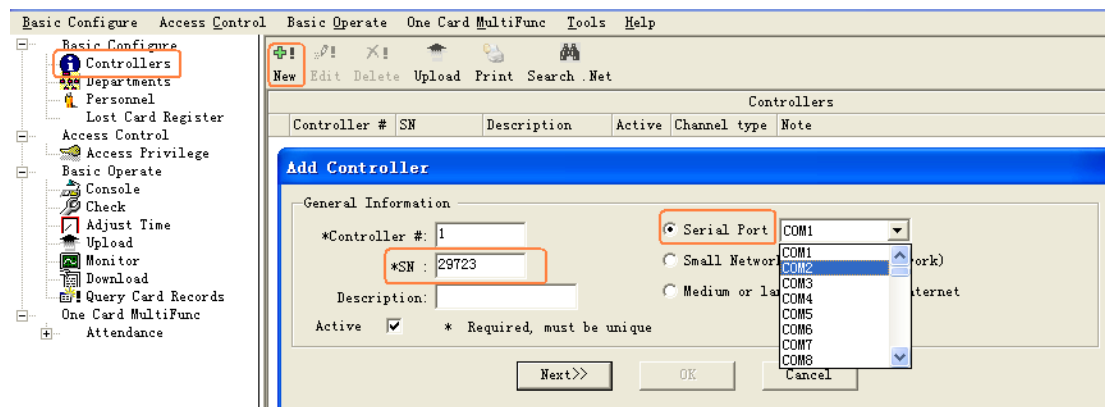 Basic Configure Access Control Basic Operate One Card MultiFunc Tools Help
Basic Configure
Controllers
Departments
Personnel
Lost Card Register
Access Control
Access Privilege
Basic Operate
Console
Check
Adjust Time
Upload
Monitor
Download
Query Card Records
One Card MultiFunc
Attendance
New Edit Delete Upload Print Search .Net
Controllers
Controller # SN Description Active Channel type Note
Add Controller
General Information
*Controller #: 1
*SN : 29723
Description:
Active * Required, must be unique
Serial Port COM1
Small Networ ork)
Medium or la ternet
COM1
COM2
COM3
COM4
COM5
COM6
COM7
COM8
Next>> OK Cancel